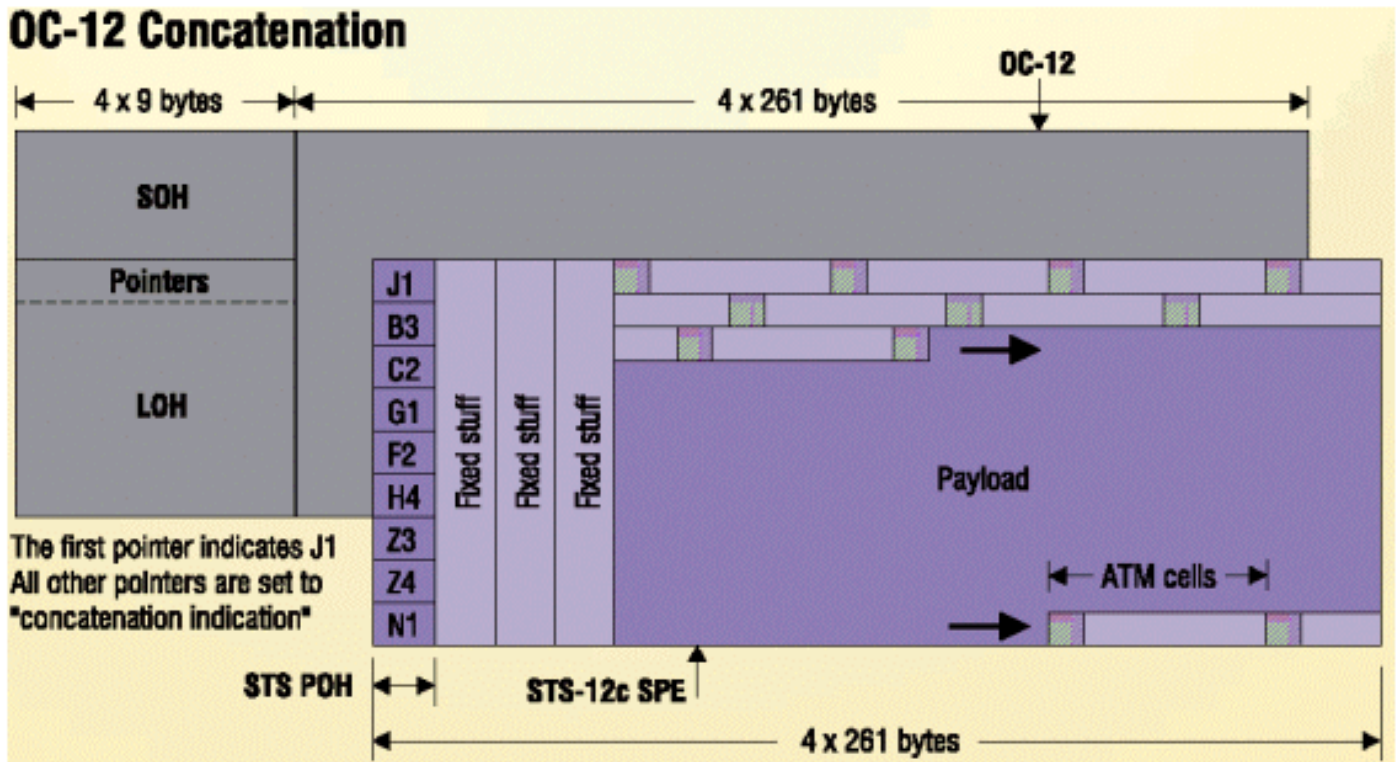 OC-12 Concatenation
OC-12
4 x 9 bytes
4 x 261 bytes
SOH
Pointers
LOH
J1
B3
C2
G1
F2
H4
Z3
Z4
N1
Fixed stuff
Fixed stuff
Fixed stuff
Payload
ATM cells
The first pointer indicates J1
All other pointers are set to
"concatenation indication"
STS POH
STS-12c SPE
4 x 261 bytes